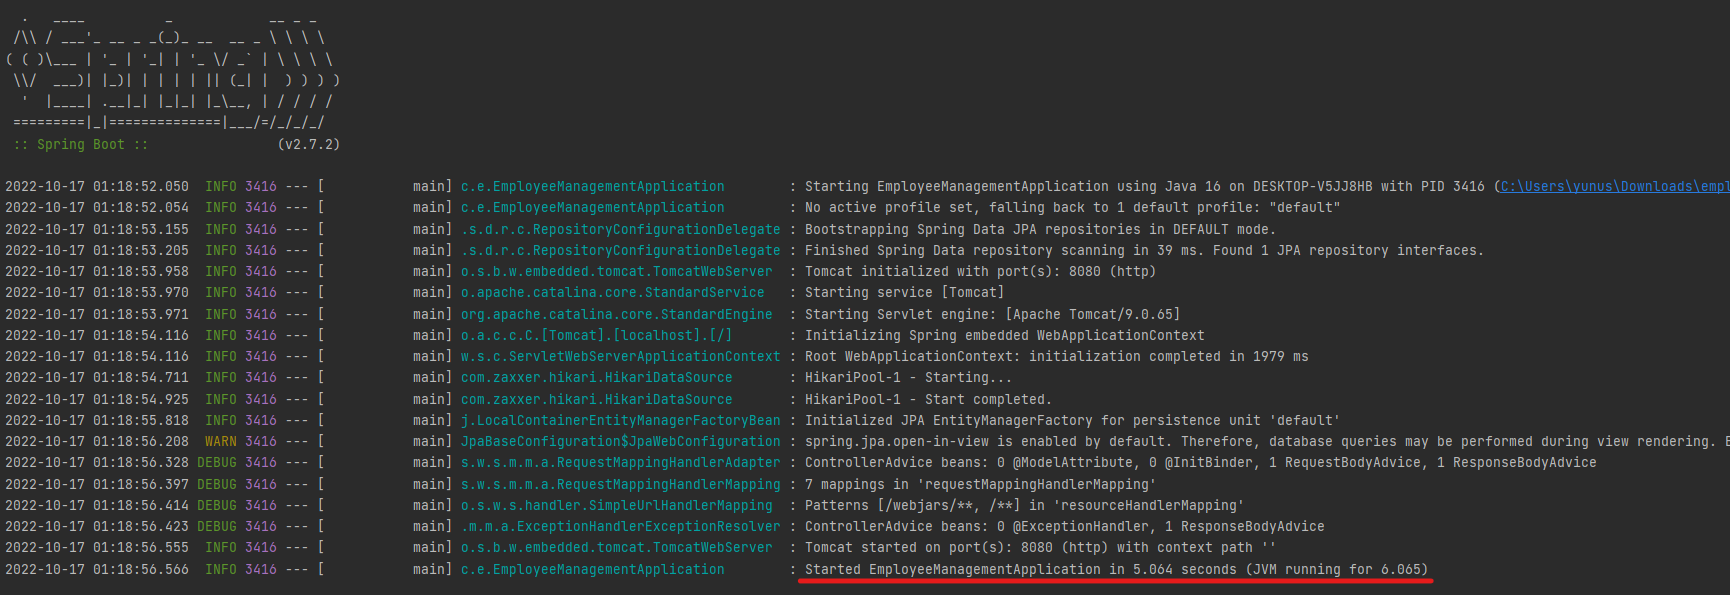 .   ____          _            __ _ _
 /\\ / ___'_ __ _ _(_)_ __  __ _ \ \ \ \
( ( )\___ | '_ | '_| | '_ \/ _` | \ \ \ \
 \\/  ___)| |_)| | | | | || (_| |  ) ) ) )
  '  |____| .__|_| |_|_| |_\__, | / / / /
 =========|_|==============|___/=/_/_/_/
 :: Spring Boot ::                (v2.7.2)
2022-10-17 01:18:52.050  INFO 3416 --- [           main] c.e.EmployeeManagementApplication        : Starting EmployeeManagementApplication using Java 16 on DESKTOP-V5JJ8HB with PID 3416 (C:\Users\yunus\Downloads\empl
2022-10-17 01:18:52.054  INFO 3416 --- [           main] c.e.EmployeeManagementApplication        : No active profile set, falling back to 1 default profile: "default"
2022-10-17 01:18:53.155  INFO 3416 --- [           main] .s.d.r.c.RepositoryConfigurationDelegate : Bootstrapping Spring Data JPA repositories in DEFAULT mode.
2022-10-17 01:18:53.205  INFO 3416 --- [           main] .s.d.r.c.RepositoryConfigurationDelegate : Finished Spring Data repository scanning in 39 ms. Found 1 JPA repository interfaces.
2022-10-17 01:18:53.958  INFO 3416 --- [           main] o.s.b.w.embedded.tomcat.TomcatWebServer  : Tomcat initialized with port(s): 8080 (http)
2022-10-17 01:18:53.970  INFO 3416 --- [           main] o.apache.catalina.core.StandardService   : Starting service [Tomcat]
2022-10-17 01:18:53.971  INFO 3416 --- [           main] org.apache.catalina.core.StandardEngine  : Starting Servlet engine: [Apache Tomcat/9.0.65]
2022-10-17 01:18:54.116  INFO 3416 --- [           main] o.a.c.c.C.[Tomcat].[localhost].[/]       : Initializing Spring embedded WebApplicationContext
2022-10-17 01:18:54.116  INFO 3416 --- [           main] w.s.c.ServletWebServerApplicationContext : Root WebApplicationContext: initialization completed in 1979 ms
2022-10-17 01:18:54.711  INFO 3416 --- [           main] com.zaxxer.hikari.HikariDataSource       : HikariPool-1 - Starting...
2022-10-17 01:18:54.925  INFO 3416 --- [           main] com.zaxxer.hikari.HikariDataSource       : HikariPool-1 - Start completed.
2022-10-17 01:18:55.818  INFO 3416 --- [           main] j.LocalContainerEntityManagerFactoryBean : Initialized JPA EntityManagerFactory for persistence unit 'default'
2022-10-17 01:18:56.208  WARN 3416 --- [           main] JpaBaseConfiguration$JpaWebConfiguration : spring.jpa.open-in-view is enabled by default. Therefore, database queries may be performed during view rendering. E
2022-10-17 01:18:56.328 DEBUG 3416 --- [           main] s.w.s.m.m.a.RequestMappingHandlerAdapter : ControllerAdvice beans: 0 @ModelAttribute, 0 @InitBinder, 1 RequestBodyAdvice, 1 ResponseBodyAdvice
2022-10-17 01:18:56.397 DEBUG 3416 --- [           main] s.w.s.m.m.a.RequestMappingHandlerMapping : 7 mappings in 'requestMappingHandlerMapping'
2022-10-17 01:18:56.414 DEBUG 3416 --- [           main] o.s.w.s.handler.SimpleUrlHandlerMapping  : Patterns [/webjars/**, /**] in 'resourceHandlerMapping'
2022-10-17 01:18:56.423 DEBUG 3416 --- [           main] .m.m.a.ExceptionHandlerExceptionResolver : ControllerAdvice beans: 0 @ExceptionHandler, 1 ResponseBodyAdvice
2022-10-17 01:18:56.555  INFO 3416 --- [           main] o.s.b.w.embedded.tomcat.TomcatWebServer  : Tomcat started on port(s): 8080 (http) with context path ''
2022-10-17 01:18:56.566  INFO 3416 --- [           main] c.e.EmployeeManagementApplication        : Started EmployeeManagementApplication in 5.064 seconds (JVM running for 6.065)